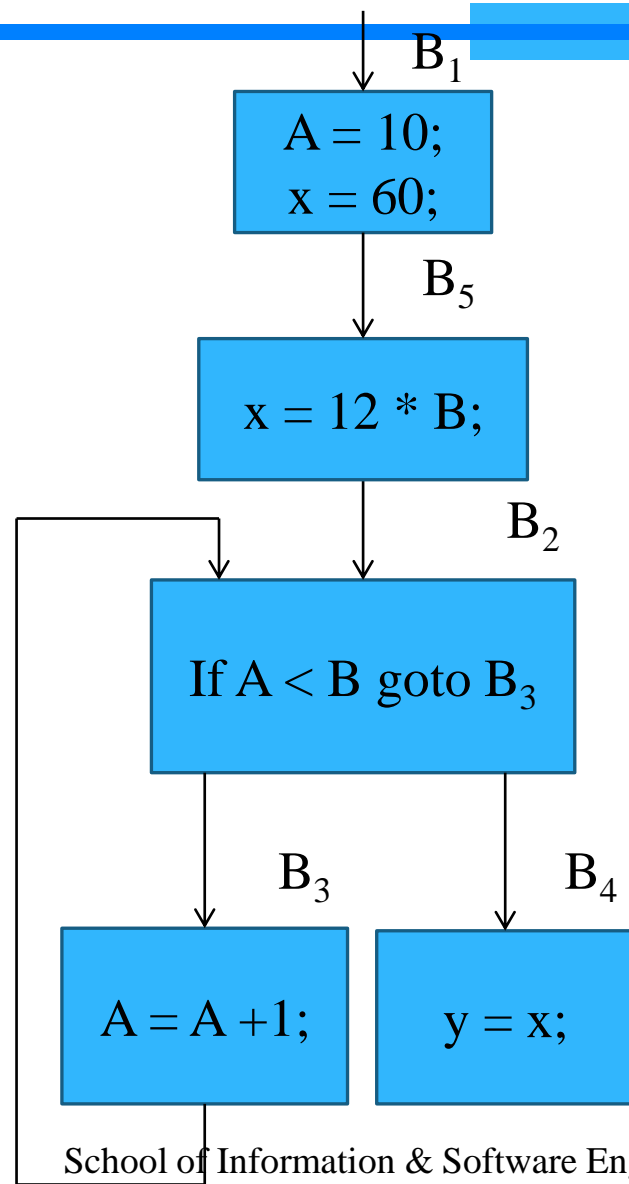 B₁
A = 10;
x = 60;
B₅
x = 12 * B;
B₂
If A < B goto B₃
B₃
B₄
A = A +1;
y = x;
School of Information & Software En